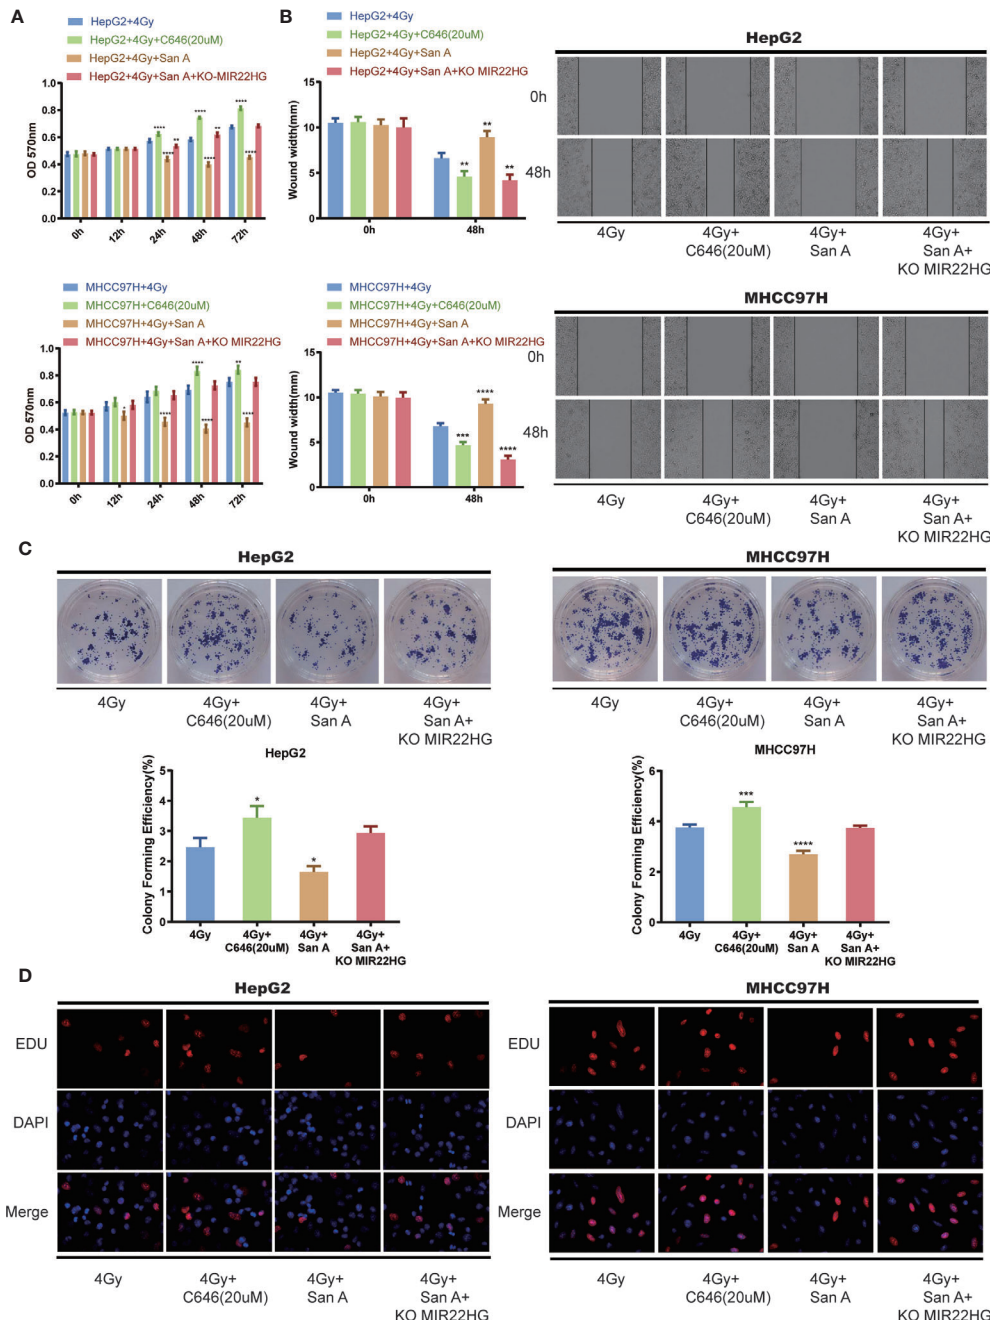 A
HepG2+4Gy
HepG2+4Gy+C646(20uM)
HepG2+4Gy+San A
HepG2+4Gy+San A+KO-MIR22HG
OD 570nm
1.0
0.8
0.6
0.4
0.2
0.0
**** ** ****
**** ** ****
**** ****
0h 12h 24h 48h 72h
B
HepG2+4Gy
HepG2+4Gy+C646(20uM)
HepG2+4Gy+San A
HepG2+4Gy+San A+KO MIR22HG
Wound width(mm)
15
10
5
0
** ** **
0h 48h
HepG2
0h
48h
4Gy
4Gy+
C646(20uM)
4Gy+
San A
4Gy+
San A+
KO MIR22HG
MHCC97H+4Gy
MHCC97H+C646(20uM)
MHCC97H+4Gy+San A
MHCC97H+4Gy+San A+KO MIR22HG
OD 570nm
1.0
0.8
0.6
0.4
0.2
0.0
* **** **** **** ** ****
0h 12h 24h 48h 72h
MHCC97H+4Gy
MHCC97H+4Gy+C646(20uM)
MHCC97H+4Gy+San A
MHCC97H+4Gy+San A+KO MIR22HG
Wound width(mm)
15
10
5
0
*** **** ****
0h 48h
MHCC97H
0h
48h
4Gy
4Gy+
C646(20uM)
4Gy+
San A
4Gy+
San A+
KO MIR22HG
C
HepG2
4Gy
4Gy+
C646(20uM)
4Gy+
San A
4Gy+
San A+
KO MIR22HG
MHCC97H
4Gy
4Gy+
C646(20uM)
4Gy+
San A
4Gy+
San A+
KO MIR22HG
HepG2
Colony Forming Efficiency(%)
5
4
3
2
1
0
* *
4Gy
4Gy+
C646(20uM)
4Gy+
San A
4Gy+
San A+
KO MIR22HG
MHCC97H
Colony Forming Efficiency(%)
6
4
2
0
*** ****
4Gy
4Gy+
C646(20uM)
4Gy+
San A
4Gy+
San A+
KO MIR22HG
D
HepG2
EDU
DAPI
Merge
4Gy
4Gy+
C646(20uM)
4Gy+
San A
4Gy+
San A+
KO MIR22HG
MHCC97H
EDU
DAPI
Merge
4Gy
4Gy+
C646(20uM)
4Gy+
San A
4Gy+
San A+
KO MIR22HG